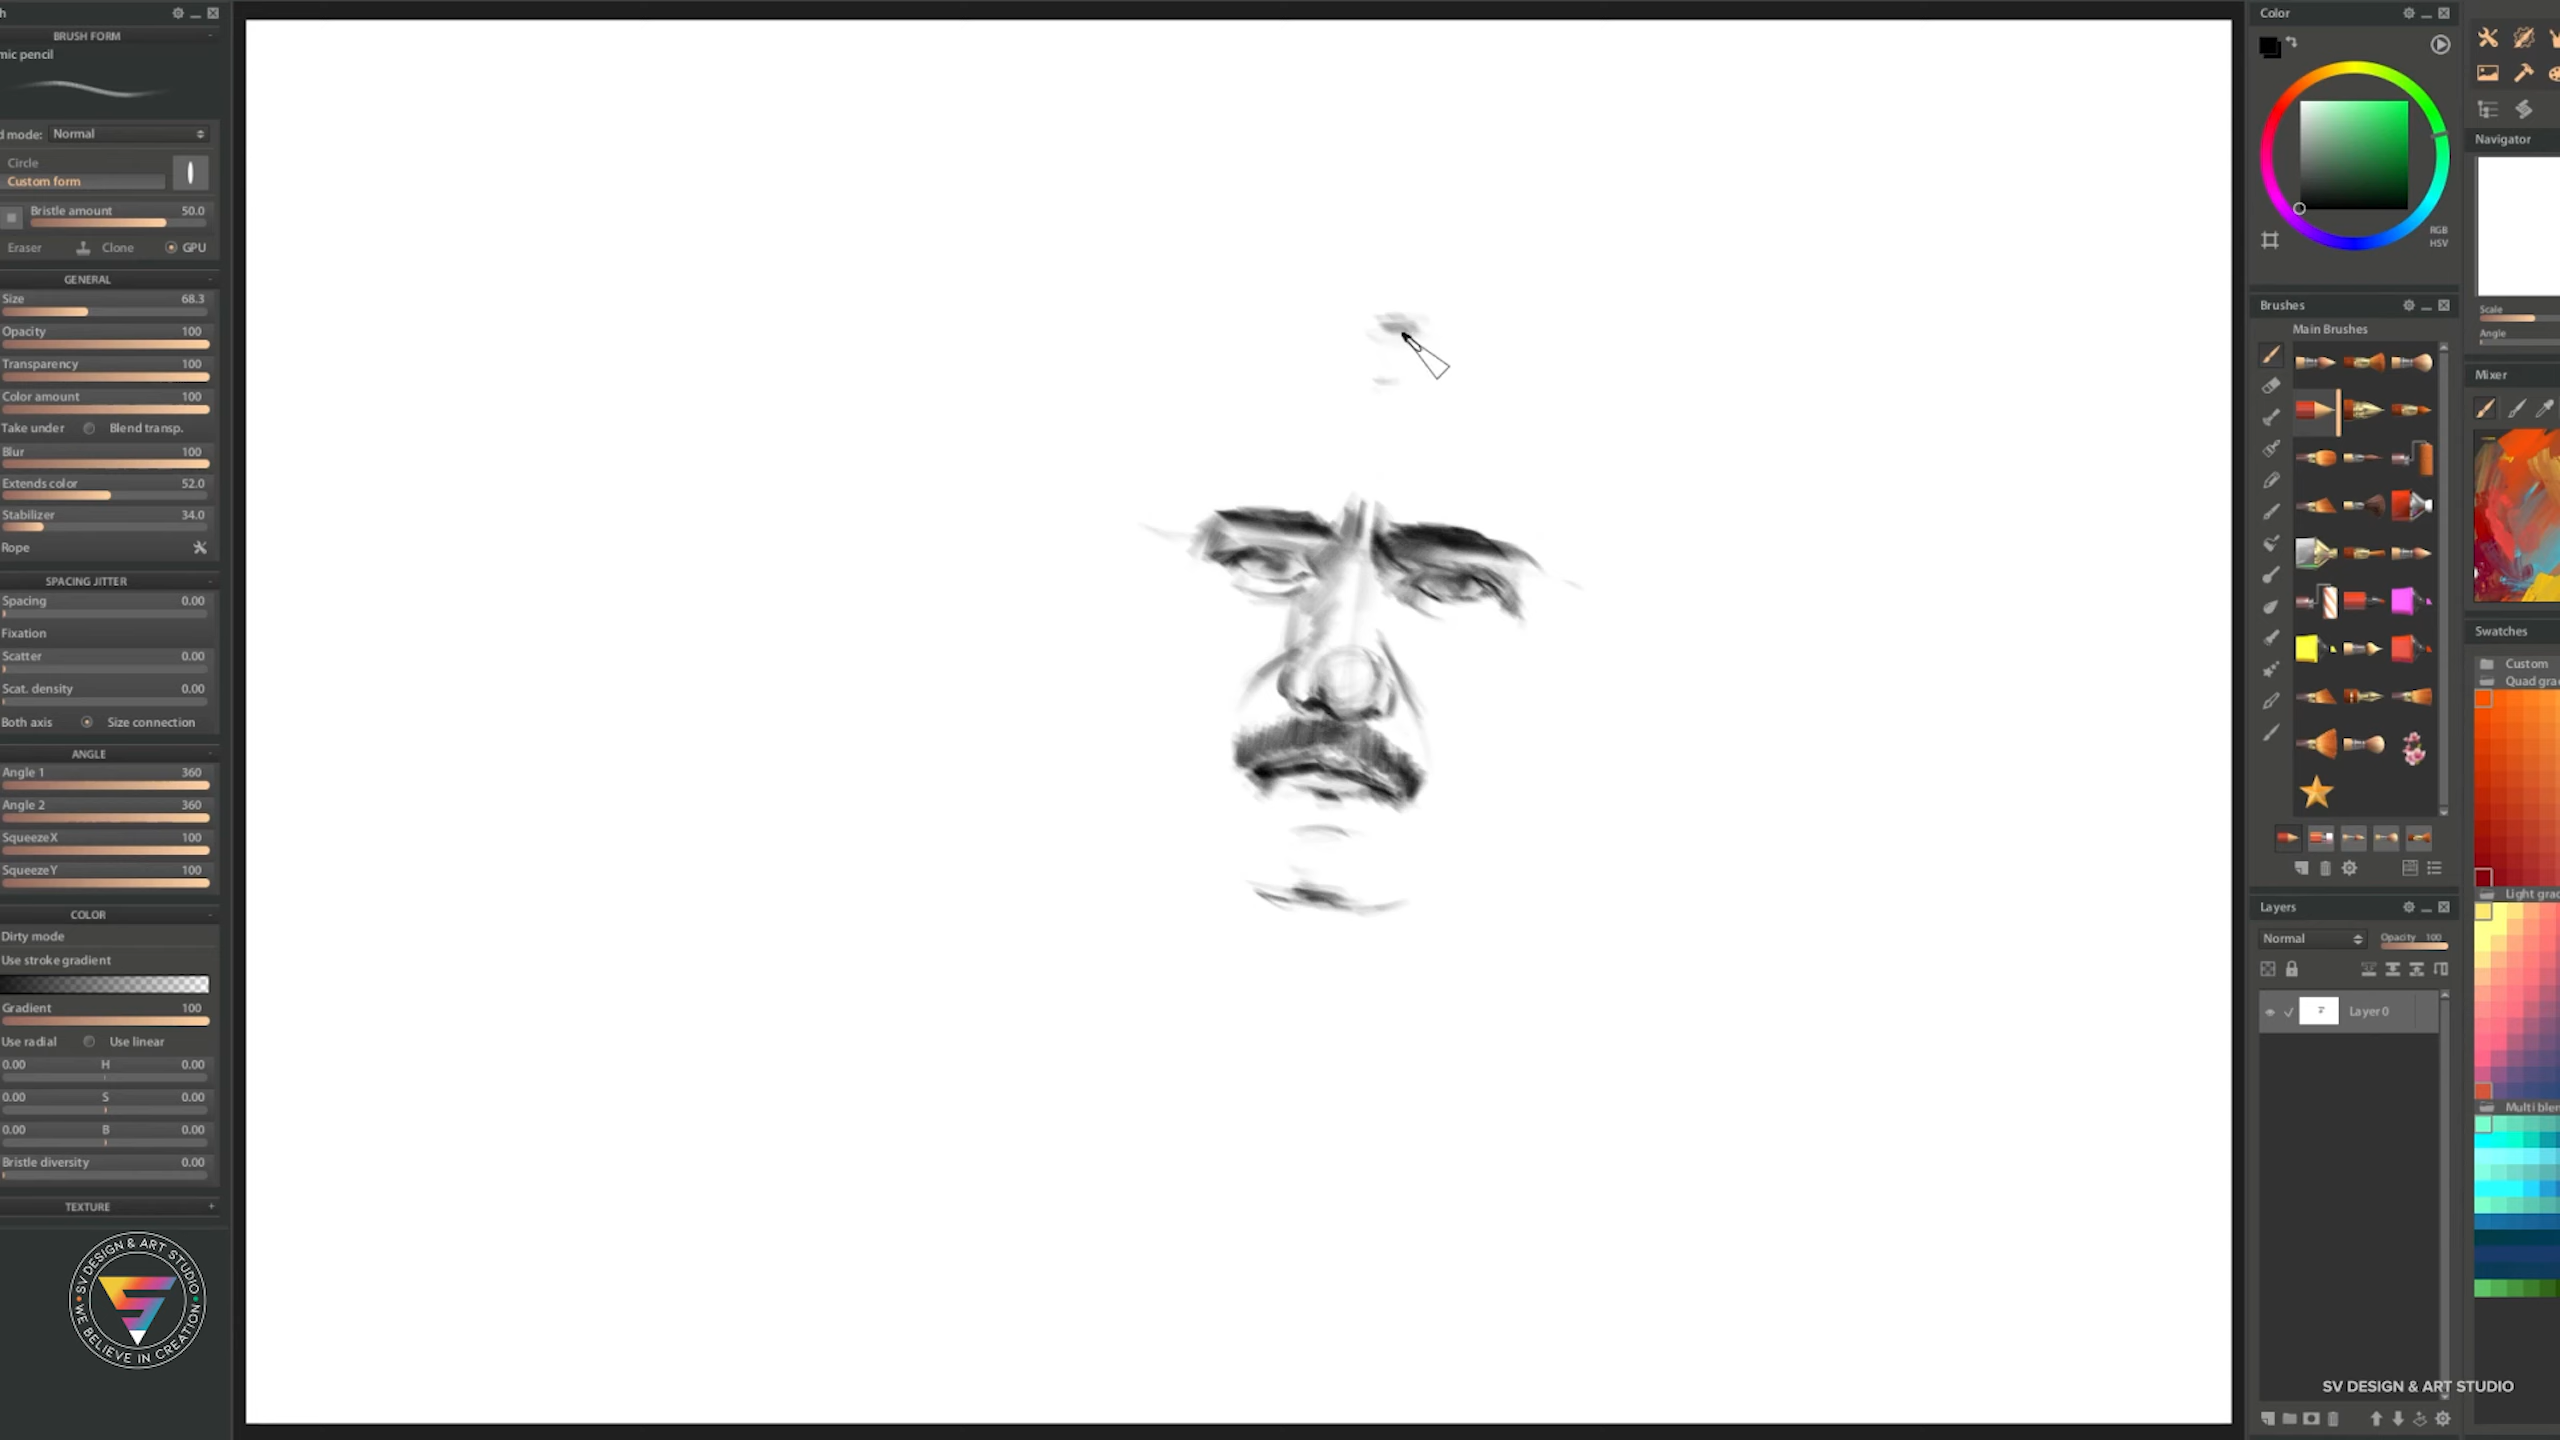 BRUSH FORM
mic pencil
d mode: Normal
Circle
Custom form
Bristle amount 50.0
Eraser Clone GPU
GENERAL
Size 68.3
Opacity 100
Transparency 100
Color amount 100
Take under Blend transp.
Blur 100
Extends color 52.0
Stabilizer 34.0
Rope
SPACING JITTER
Spacing 0.00
Fixation
Scatter 0.00
Scat. density 0.00
Both axis Size connection
ANGLE
Angle 1 360
Angle 2 360
SqueezeX 100
SqueezeY 100
COLOR
Dirty mode
Use stroke gradient
Gradient 100
Use radial Use linear
0.00 H 0.00
0.00 S 0.00
0.00 B 0.00
Bristle diversity 0.00
TEXTURE
SV DESIGN & ART STUDIO
WE BELIEVE IN CREATION
Color
RGB
HSV
Brushes
Main Brushes
Layers
Normal Opacity 100
Layer0
Navigator
Scale
Angle
Mixer
Swatches
Custom
Quad gra
Light grad
Multi blen
SV DESIGN & ART STUDIO